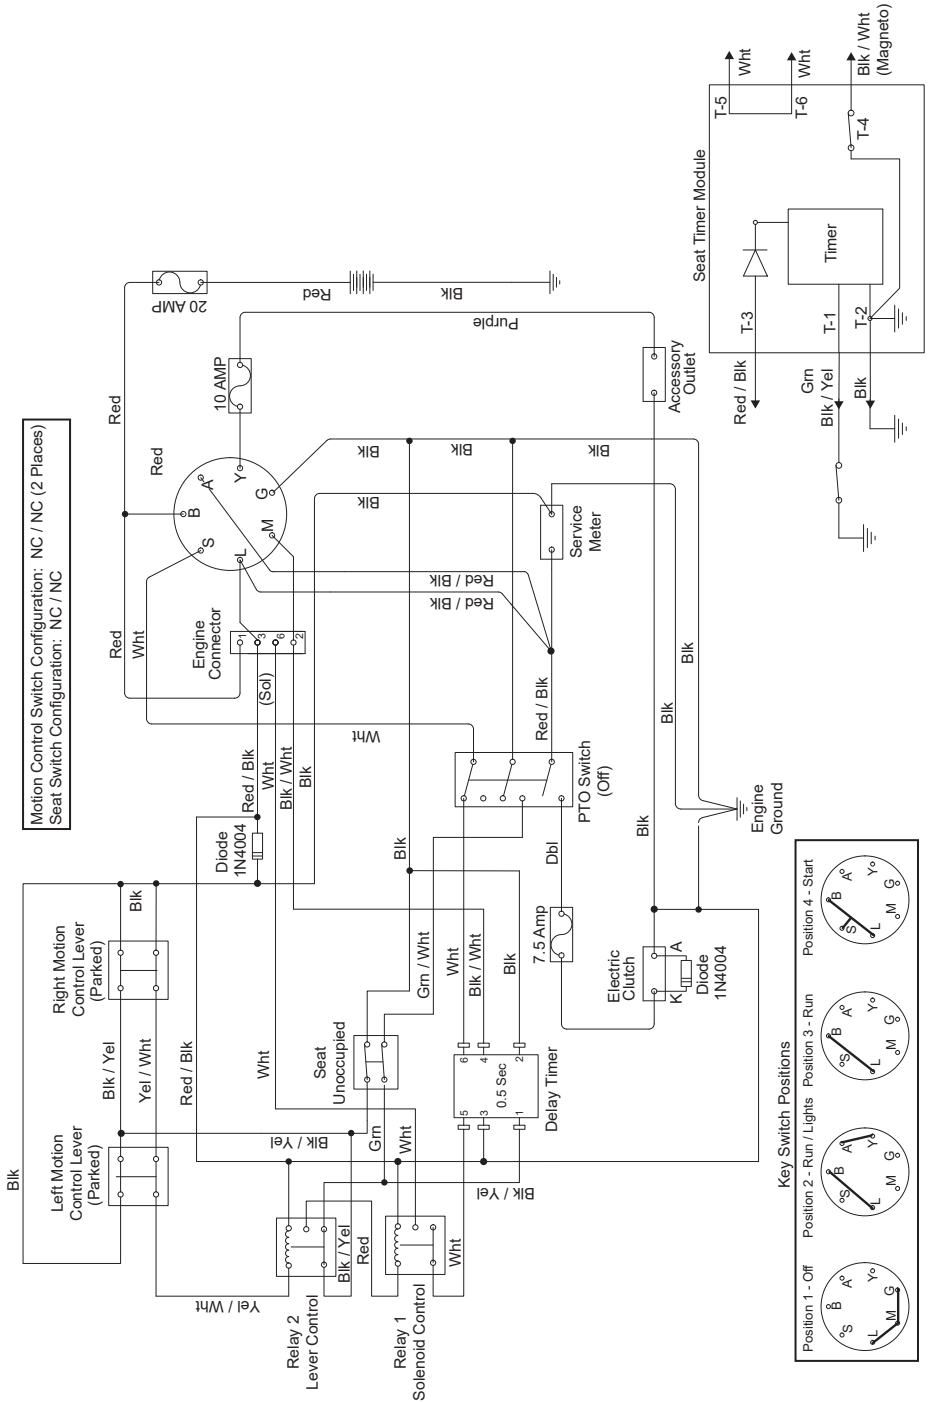 Motion Control Switch Configuration:  NC / NC (2 Places)
Seat Switch Configuration:  NC / NC
Blk
Left Motion
Control Lever
(Parked)
Blk / Yel
Yel / Wht
Right Motion
Control Lever
(Parked)
Blk
Yel / Wht
Red / Blk
Wht
Blk / Yel
Diode
1N4004
Red / Blk
Wht
Blk / Wht
Blk
(Sol)
Engine
Connector
1
3
6
2
Red
Wht
Red
Red
S
B
A
L
Y
M
G
10 AMP
20 AMP
Red
Blk
Purple
Blk
Blk
Blk
Blk
Red / Blk
Red / Blk
Wht
Relay 2
Lever Control
Blk / Yel
Red
Relay 1
Solenoid Control
Wht
Grn
Wht
Blk / Yel
Seat
Unoccupied
Blk
Grn / Wht
Wht
Blk / Wht
Blk
5
3
1
0.5 Sec
6
4
2
Delay Timer
PTO Switch
(Off)
Red / Blk
Service
Meter
Accessory
Outlet
7.5 Amp
Dbl
Electric
Clutch
K
A
Diode
1N4004
Blk
Blk
Blk
Engine
Ground
Seat Timer Module
T-3
T-1
T-2
Timer
T-5
T-6
T-4
Wht
Wht
Blk / Wht
(Magneto)
Red / Blk
Grn
Blk / Yel
Blk
Key Switch Positions
Position 1 - Off
S
B
A
L
Y
M
G
Position 2 - Run / Lights
S
B
A
L
Y
M
G
Position 3 - Run
S
B
A
L
Y
M
G
Position 4 - Start
S
B
A
L
Y
M
G